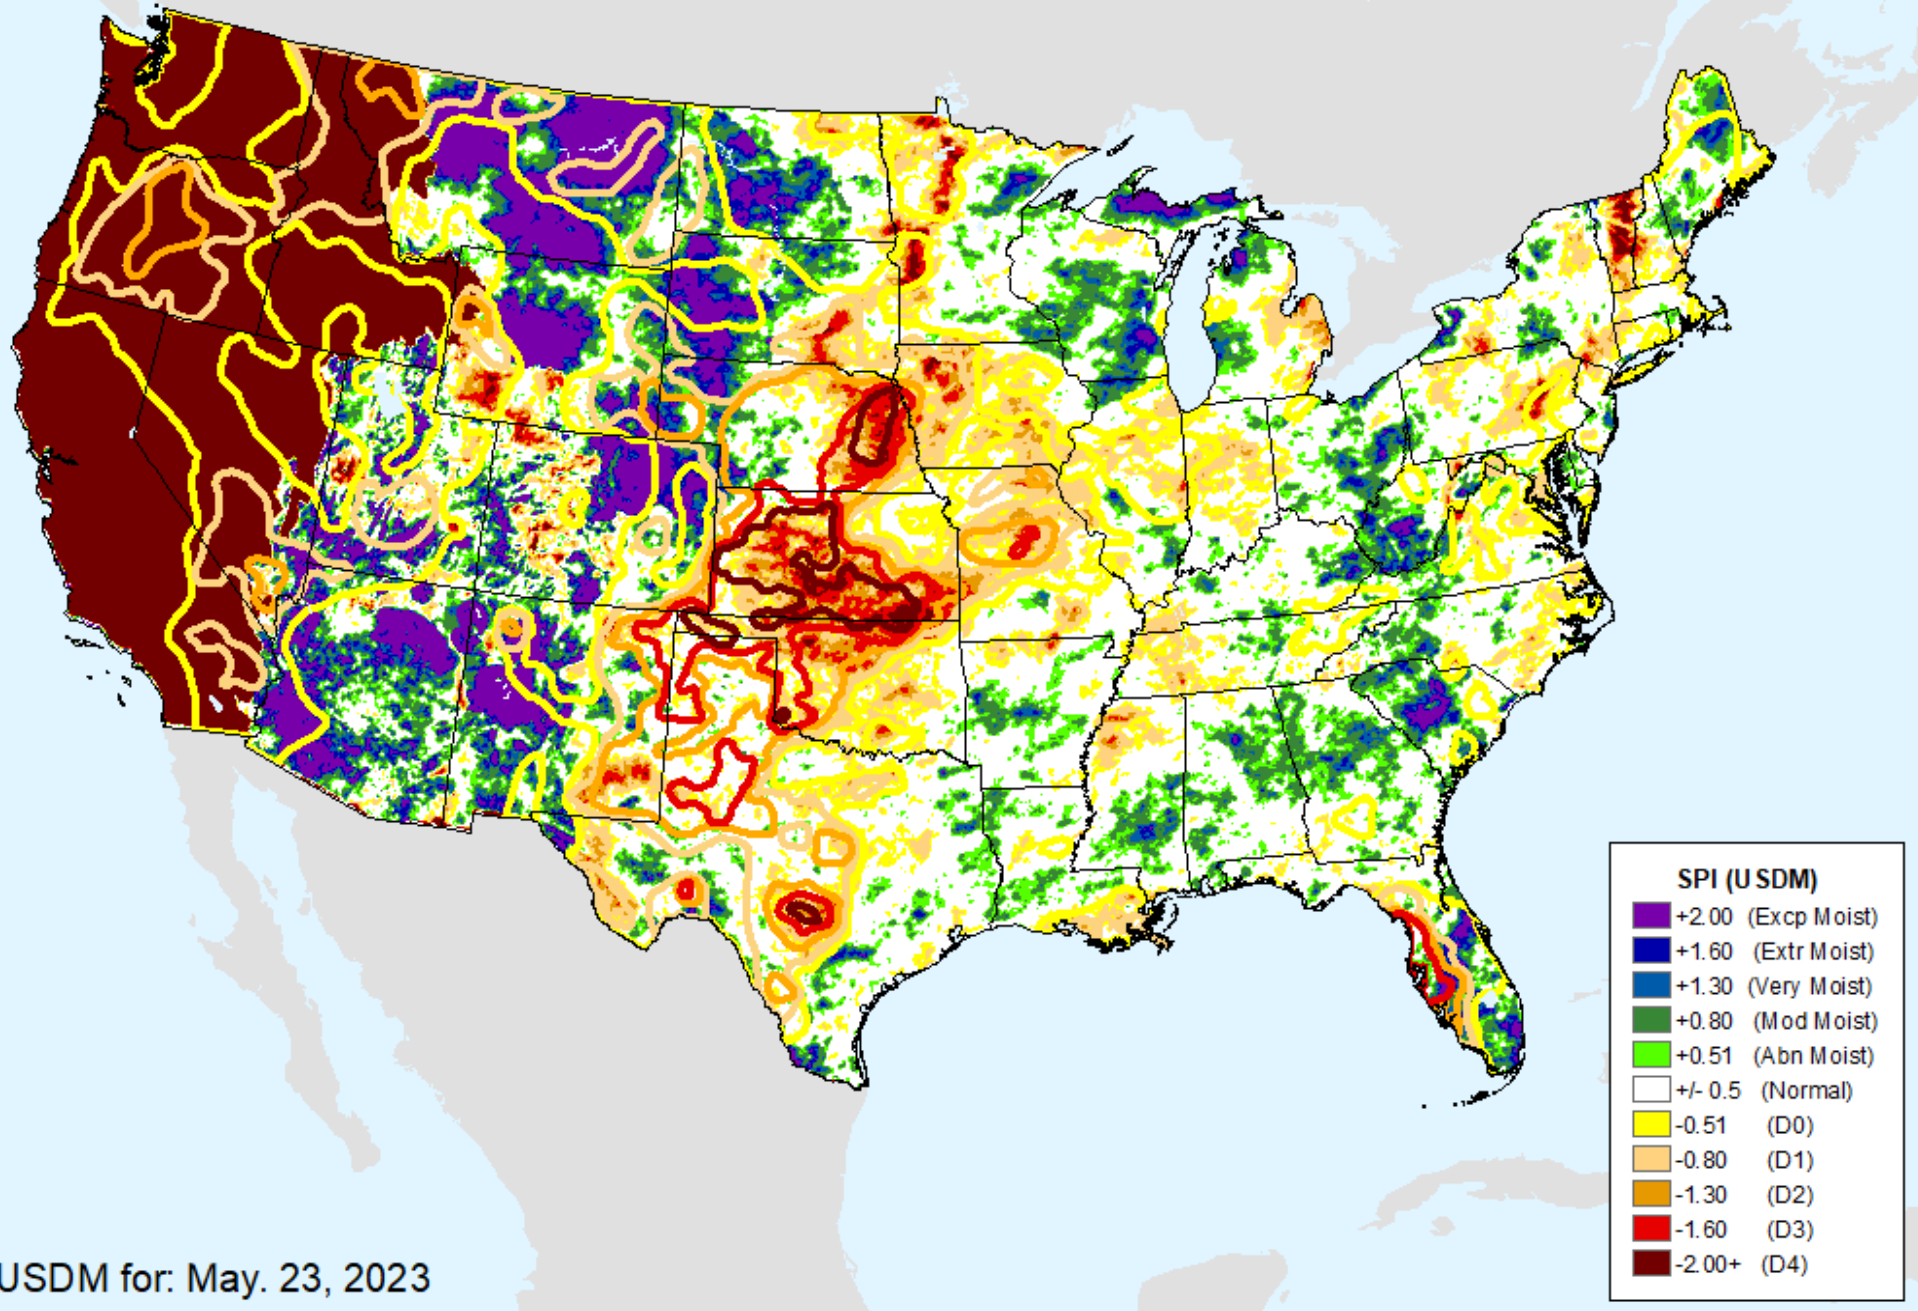 SPI (USDM)
+2.00 (Excp Moist)
+1.60 (Extr Moist)
+1.30 (Very Moist)
+0.80 (Mod Moist)
+0.51 (Abn Moist)
+/- 0.5 (Normal)
-0.51 (D0)
-0.80 (D1)
-1.30 (D2)
-1.60 (D3)
-2.00+ (D4)
USDM for: May. 23, 2023